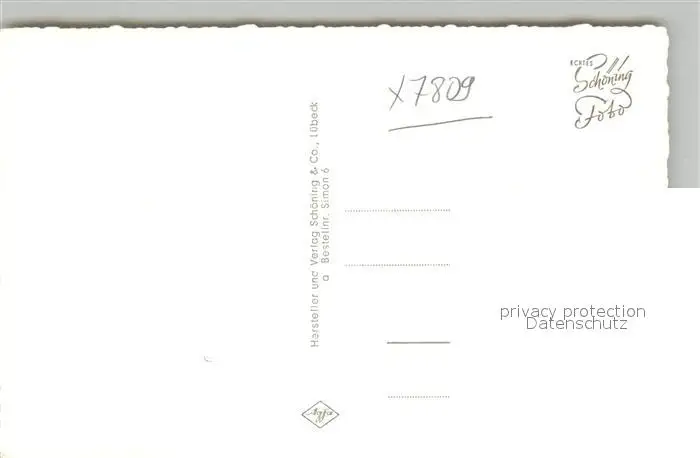 x7809
ECHTES
Schöning
Foto
Hersteller und Verlag Schöning & Co., Lübeck
a Bestellnr. Simon 6
privacy protection
Datenschutz
Agfa